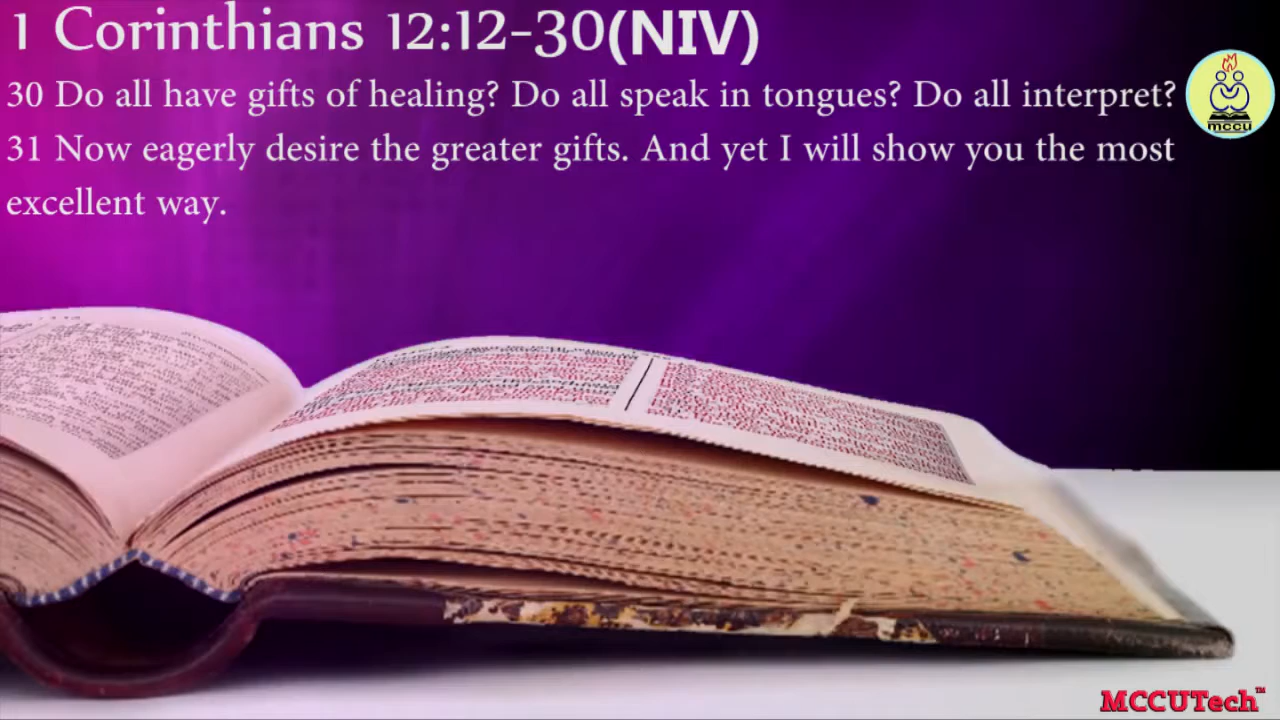 1 Corinthians 12:12-30(NIV)
30 Do all have gifts of healing? Do all speak in tongues? Do all interpret?
31 Now eagerly desire the greater gifts. And yet I will show you the most
excellent way.
mccu
MCCUTech™